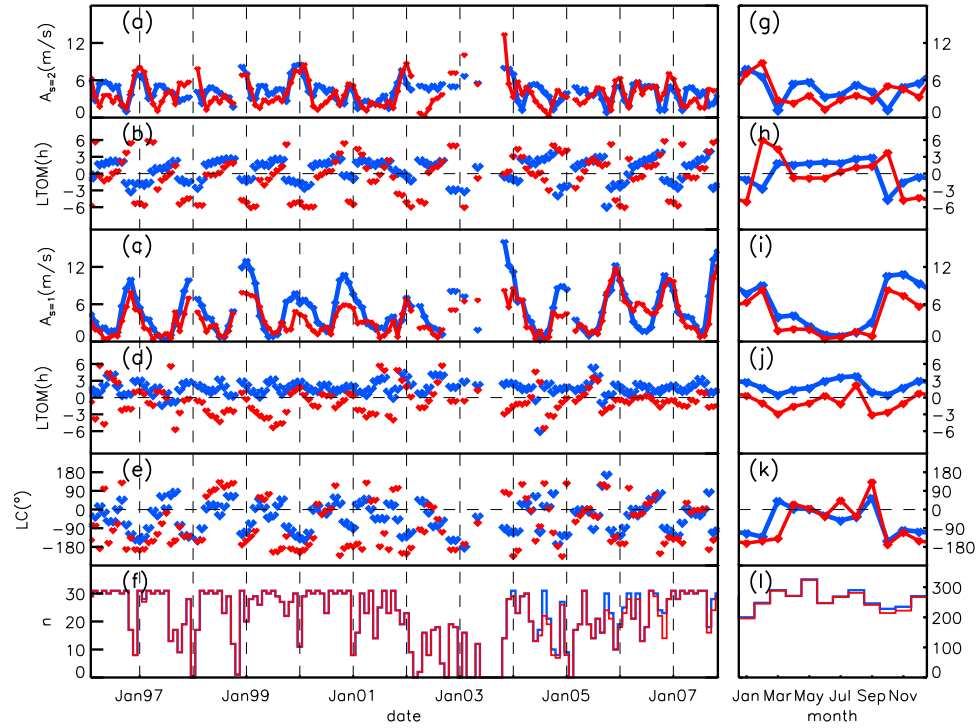 (a) (g)
12 12
6 6
0 0
A s=2 (m/s)
(b) (h)
6 6
3 3
0 0
-3 -3
-6 -6
LTOM(h)
(c) (i)
12 12
6 6
0 0
A s=1 (m/s)
(d) (j)
6 6
3 3
0 0
-3 -3
-6 -6
LTOM(h)
(e) (k)
180 180
90 90
0 0
-90 -90
-180 -180
LC(°)
(f) (l)
30 300
20 200
10 100
0 0
n
Jan97 Jan99 Jan01 Jan03 Jan05 Jan07 Jan Mar May Jul Sep Nov
date month